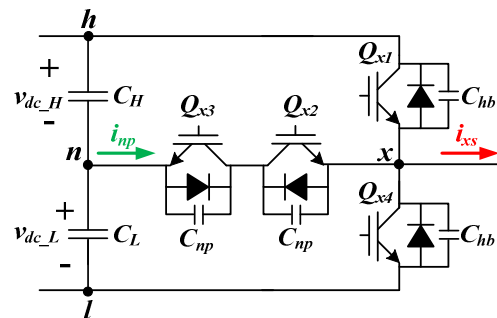 h
+
v_dc_H
-
C_H
Q_x1
C_hb
Q_x3
Q_x2
n
i_np
x
i_xs
C_np
C_np
+
v_dc_L
-
C_L
Q_x4
C_hb
l